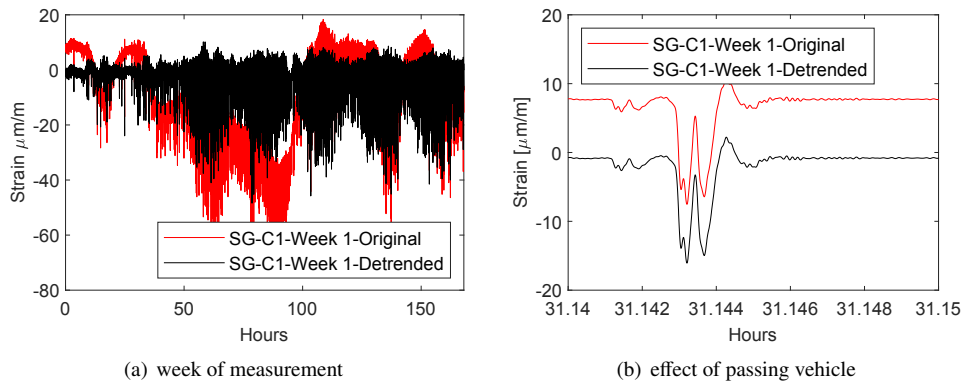 20
0
-20
-40
-60
-80
Strain μm/m
SG-C1-Week 1-Original
SG-C1-Week 1-Detrended
0 50 100 150
Hours
(a) week of measurement
20
10
0
-10
-20
Strain [μm/m]
SG-C1-Week 1-Original
SG-C1-Week 1-Detrended
31.14 31.142 31.144 31.146 31.148 31.15
Hours
(b) effect of passing vehicle